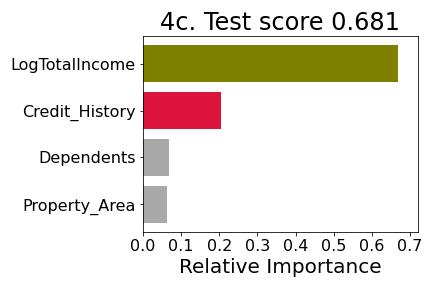 4c. Test score 0.681
LogTotalIncome
Credit_History
Dependents
Property_Area
0.0 0.1 0.2 0.3 0.4 0.5 0.6 0.7
Relative Importance